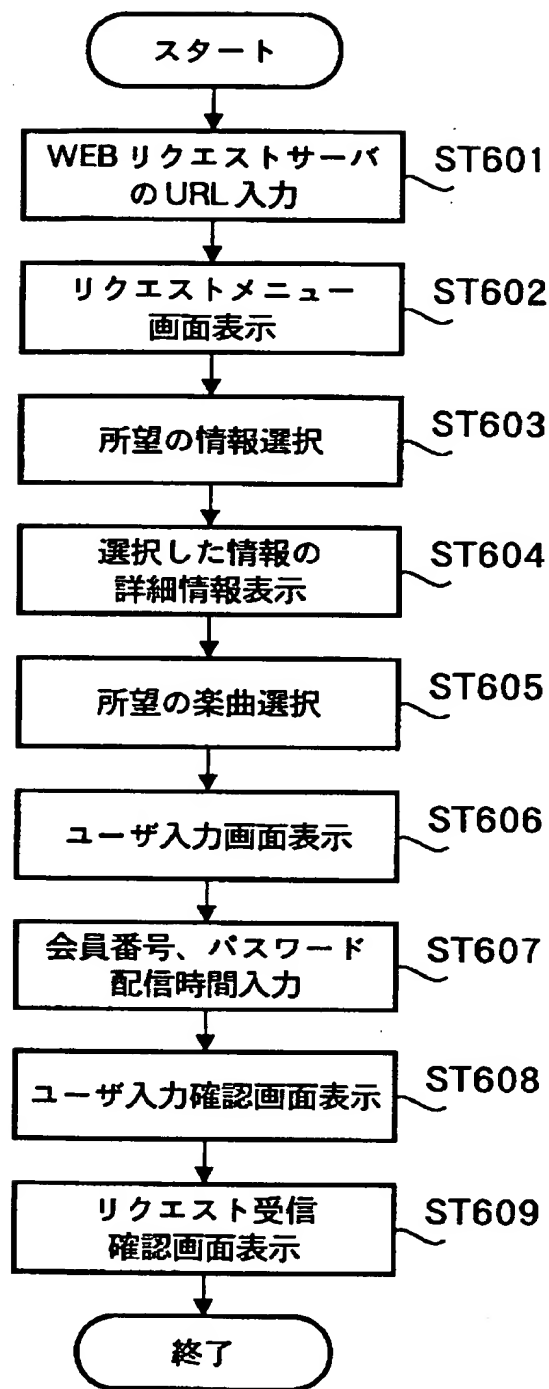 スタート
WEB リクエストサーバ
の URL 入力
ST601
リクエストメニュー
画面表示
ST602
所望の情報選択
ST603
選択した情報の
詳細情報表示
ST604
所望の楽曲選択
ST605
ユーザ入力画面表示
ST606
会員番号、パスワード
配信時間入力
ST607
ユーザ入力確認画面表示
ST608
リクエスト受信
確認画面表示
ST609
終了